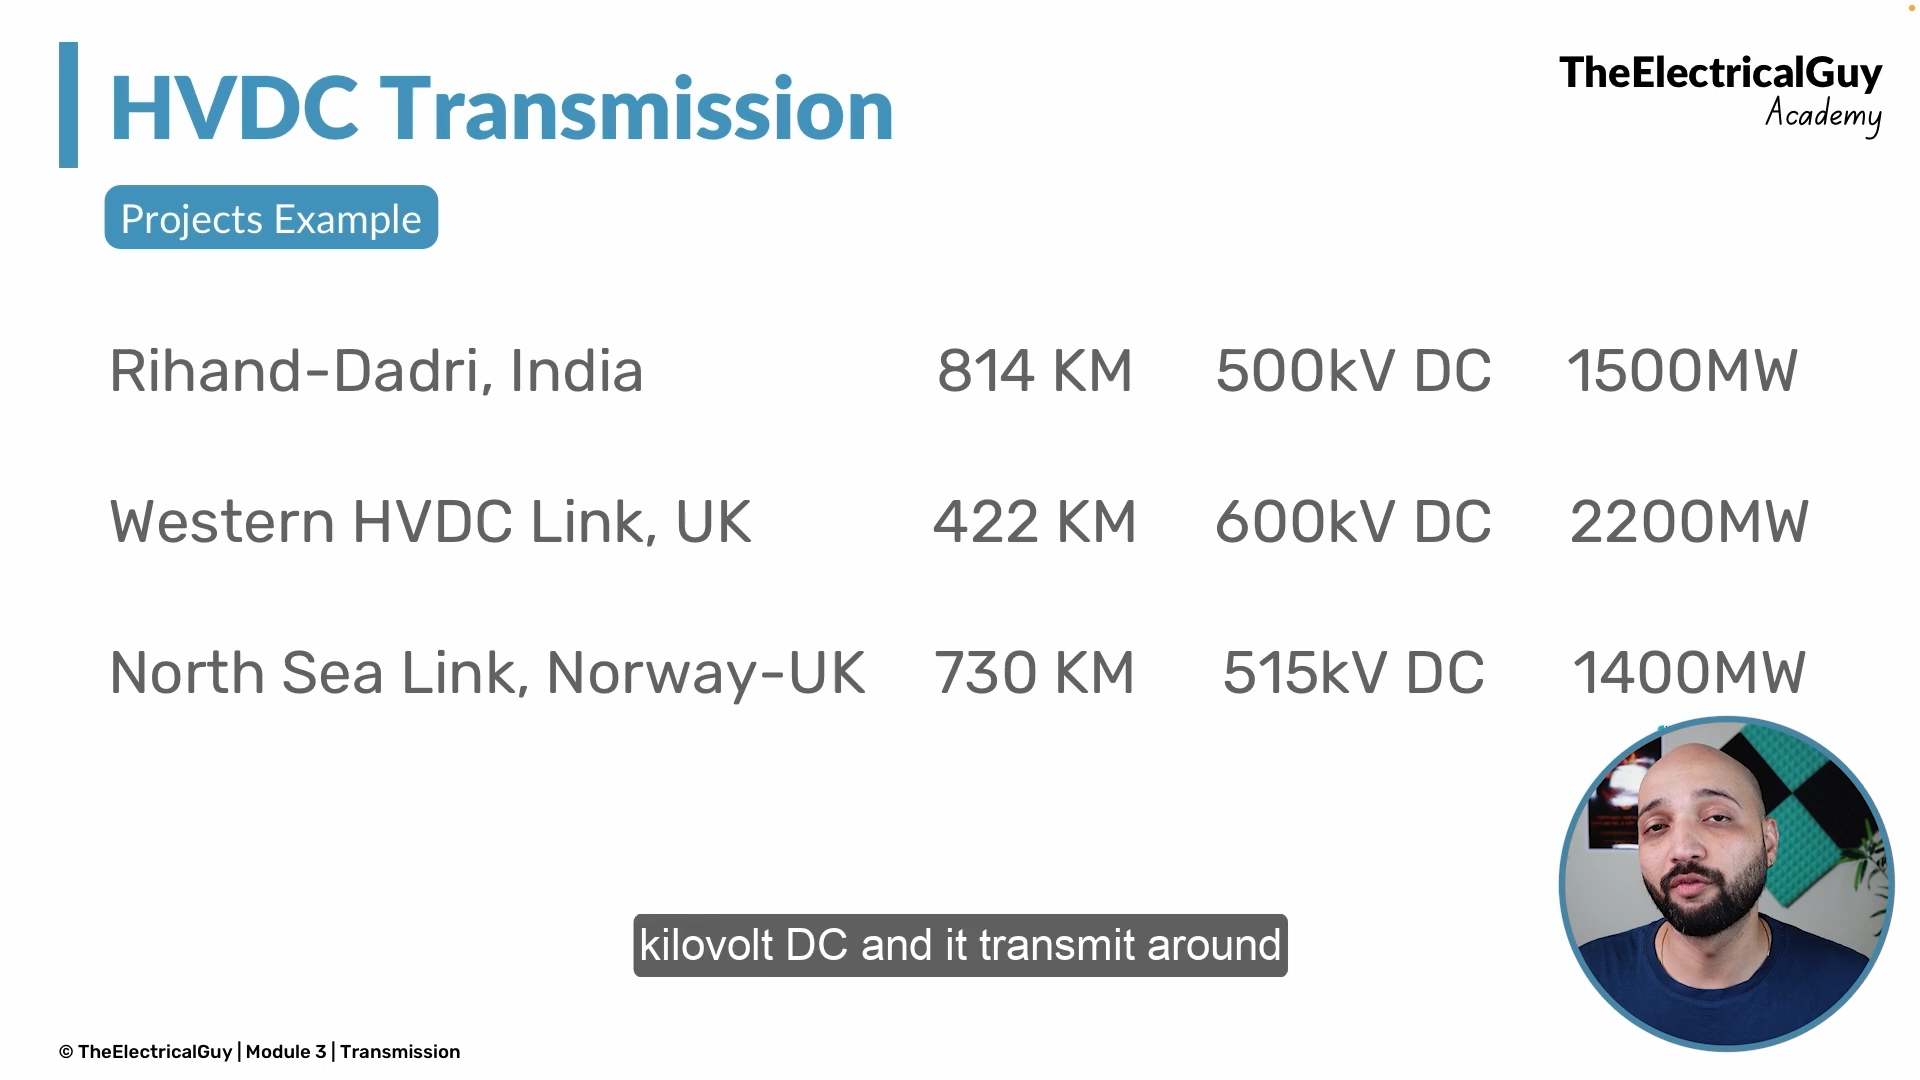 HVDC Transmission
TheElectricalGuy
Academy
Projects Example
Rihand-Dadri, India 814 KM 500kV DC 1500MW
Western HVDC Link, UK 422 KM 600kV DC 2200MW
North Sea Link, Norway-UK 730 KM 515kV DC 1400MW
kilovolt DC and it transmit around
© TheElectricalGuy | Module 3 | Transmission